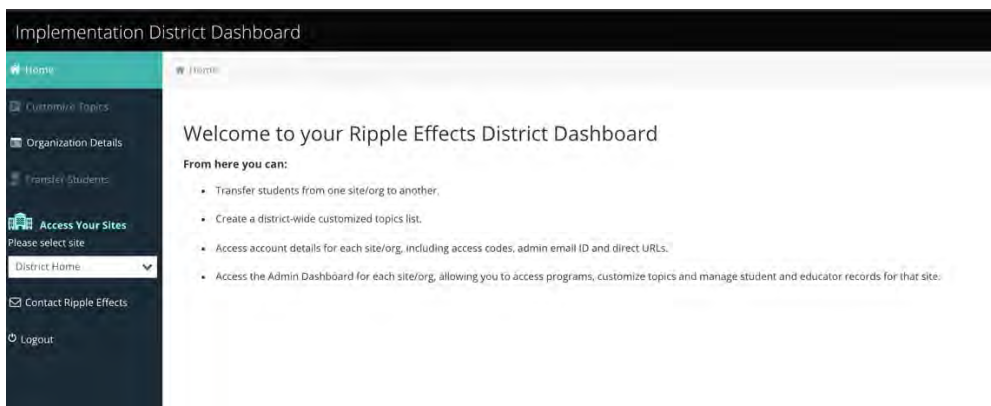 Implementation District Dashboard
Home
Home
Customize Topics
Organization Details
Transfer Students
Access Your Sites
Please select site
District Home
Contact Ripple Effects
Logout
Welcome to your Ripple Effects District Dashboard
From here you can:
Transfer students from one site/org to another.
Create a district-wide customized topics list.
Access account details for each site/org, including access codes, admin email ID and direct URLs.
Access the Admin Dashboard for each site/org, allowing you to access programs, customize topics and manage student and educator records for that site.